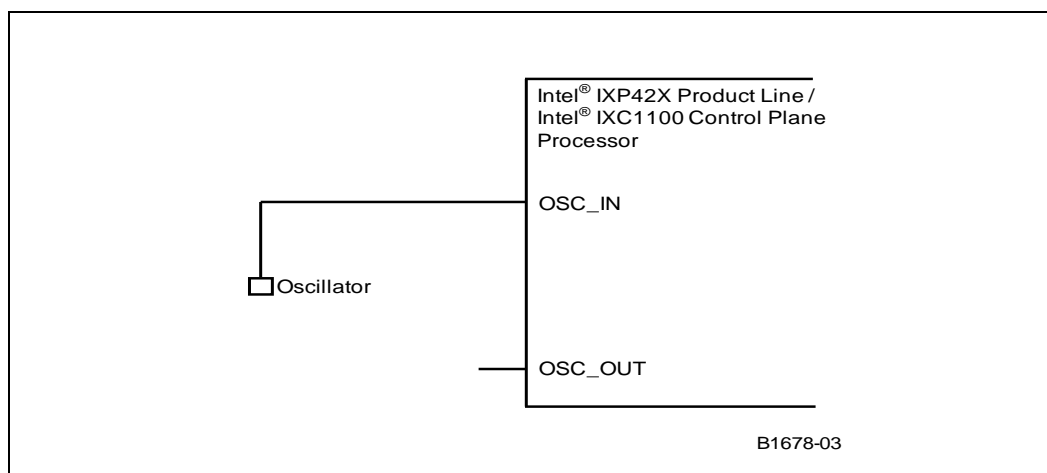 Intel® IXP42X Product Line /
Intel® IXC1100 Control Plane
Processor
OSC_IN
Oscillator
OSC_OUT
B1678-03